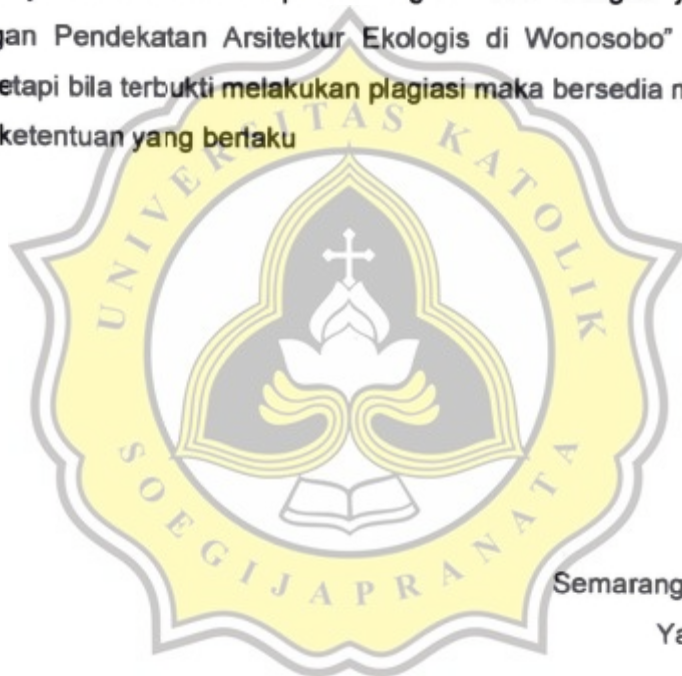 gan Pendekatan Arsitektur Ekologis di Wonosobo”
etapi bila terbukti melakukan plagiasi maka bersedia
ketentuan yang berlaku
UNIVERSITAS KATOLIK
SOEGIJAPRANATA
Semarang
Ya